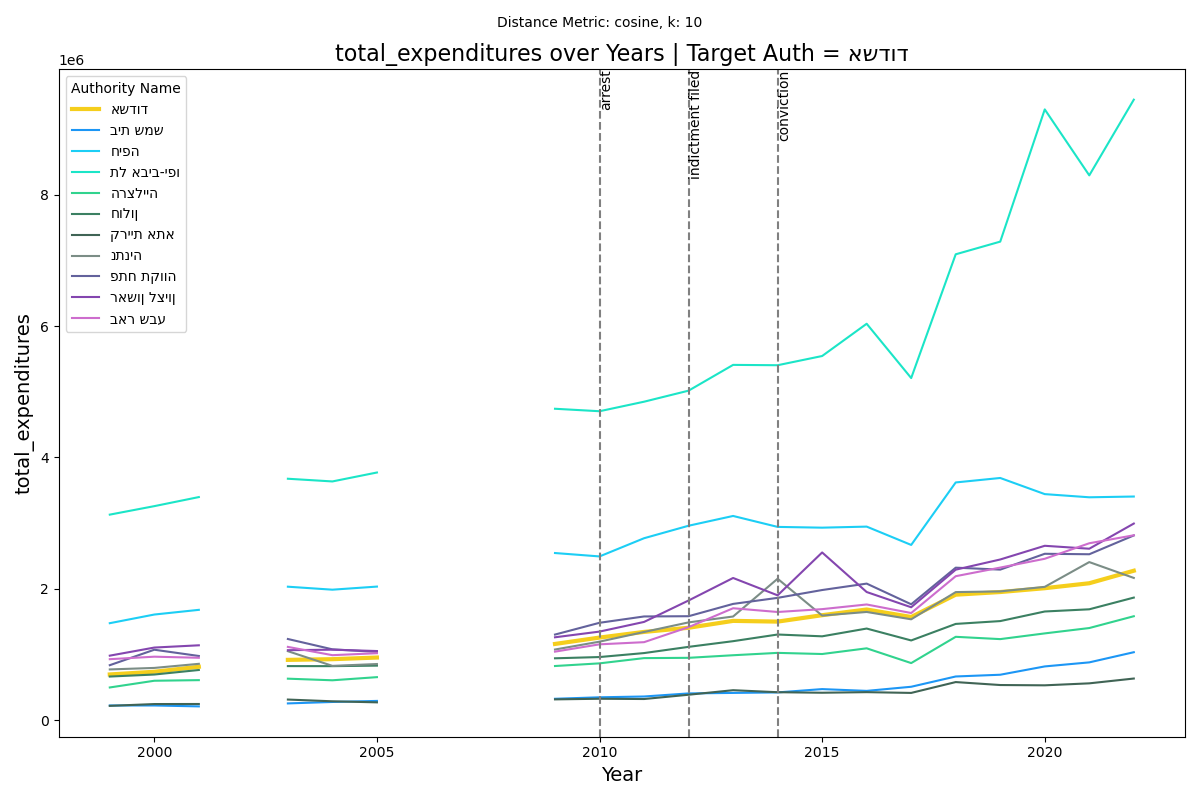 Distance Metric: cosine, k: 10
total_expenditures over Years | Target Auth = אשדוד
1e6
Authority Name
אשדוד
בית שמש
חיפה
תל אביב-יפו
הרצלייה
חולון
קריית אתא
נתניה
פתח תקווה
ראשון לציון
באר שבע
arrest
indictment filed
conviction
total_expenditures
8
6
4
2
0
2000
2005
2010
2015
2020
Year